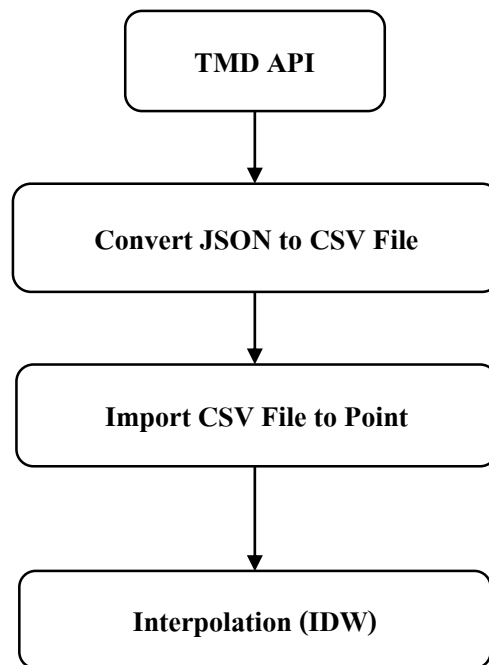 TMD API
Convert JSON to CSV File
Import CSV File to Point
Interpolation (IDW)